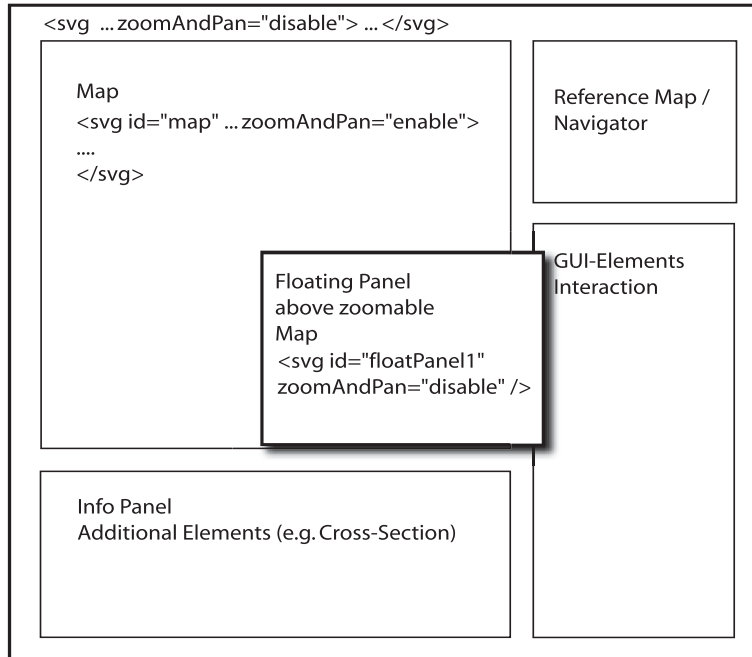 <svg ...zoomAndPan="disable"> ... </svg>
Map
<svg id="map" ...zoomAndPan="enable">
....
</svg>
Reference Map /
Navigator
Floating Panel
above zoomable
Map
<svg id="floatPanel1"
zoomAndPan="disable" />
GUI-Elements
Interaction
Info Panel
Additional Elements (e.g. Cross-Section)